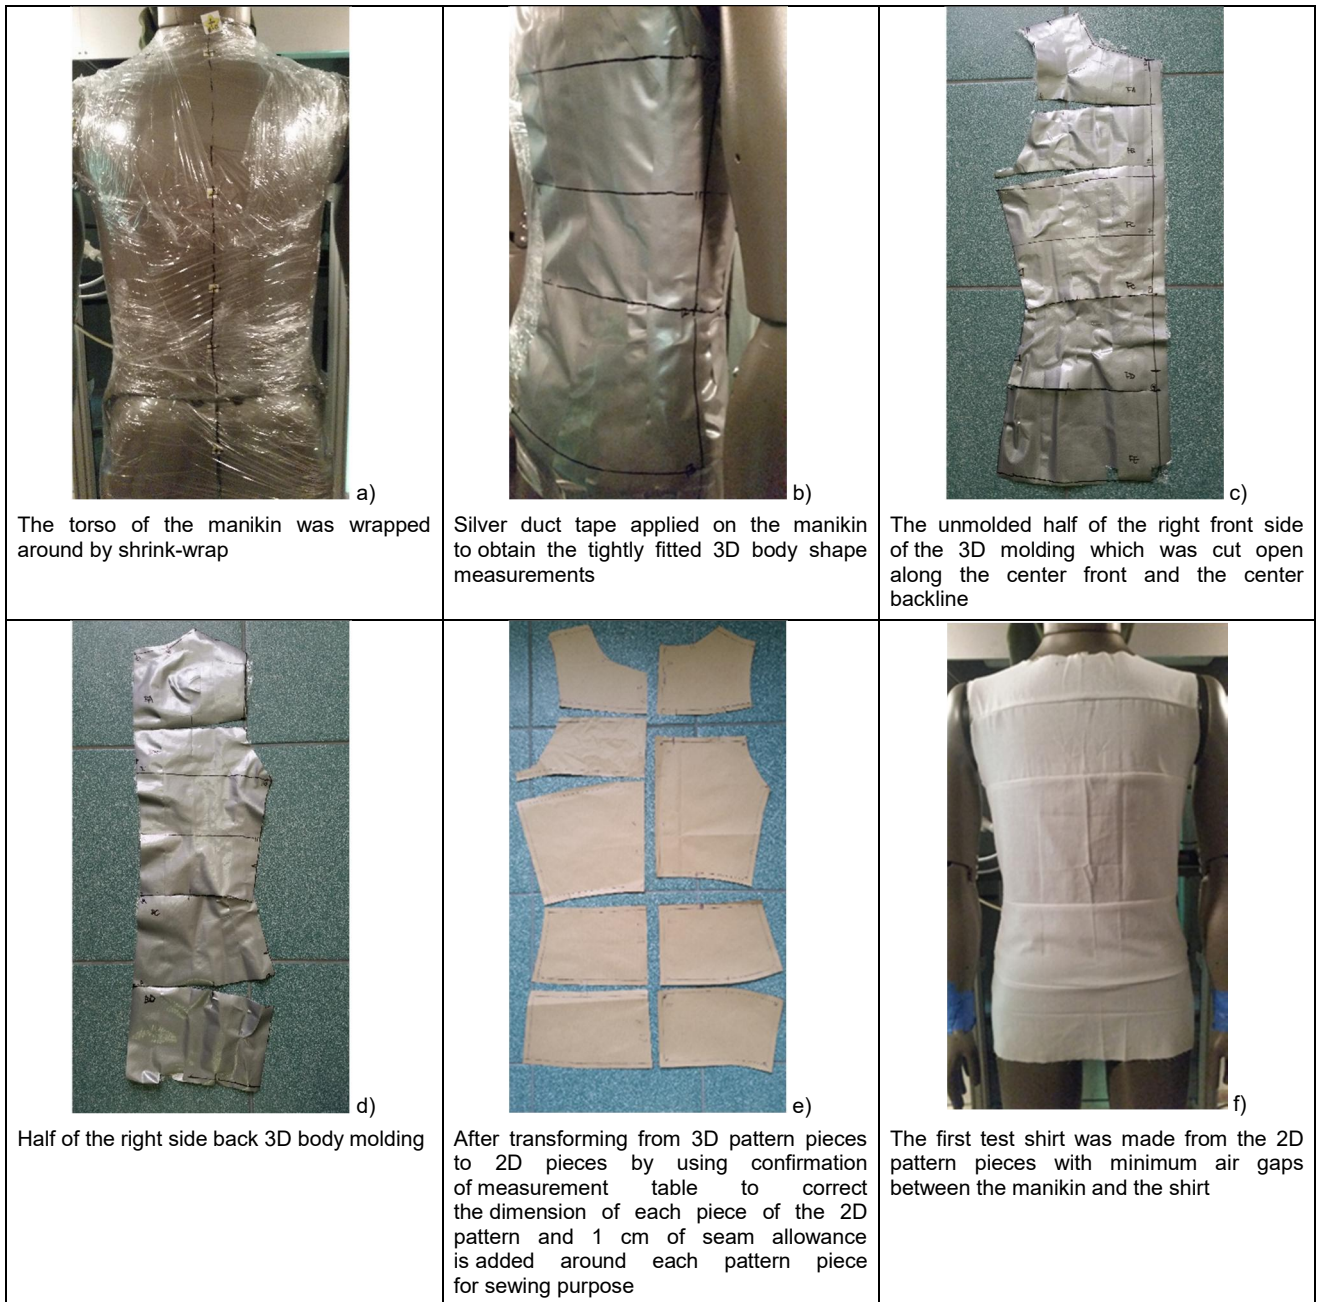 a)
The torso of the manikin was wrapped
around by shrink-wrap
b)
Silver duct tape applied on the manikin
to obtain the tightly fitted 3D body shape
measurements
c)
The unmolded half of the right front side
of the 3D molding which was cut open
along the center front and the center
backline
d)
Half of the right side back 3D body molding
e)
After transforming from 3D pattern pieces
to 2D pieces by using confirmation
of measurement table to correct
the dimension of each piece of the 2D
pattern and 1 cm of seam allowance
is added around each pattern piece
for sewing purpose
f)
The first test shirt was made from the 2D
pattern pieces with minimum air gaps
between the manikin and the shirt